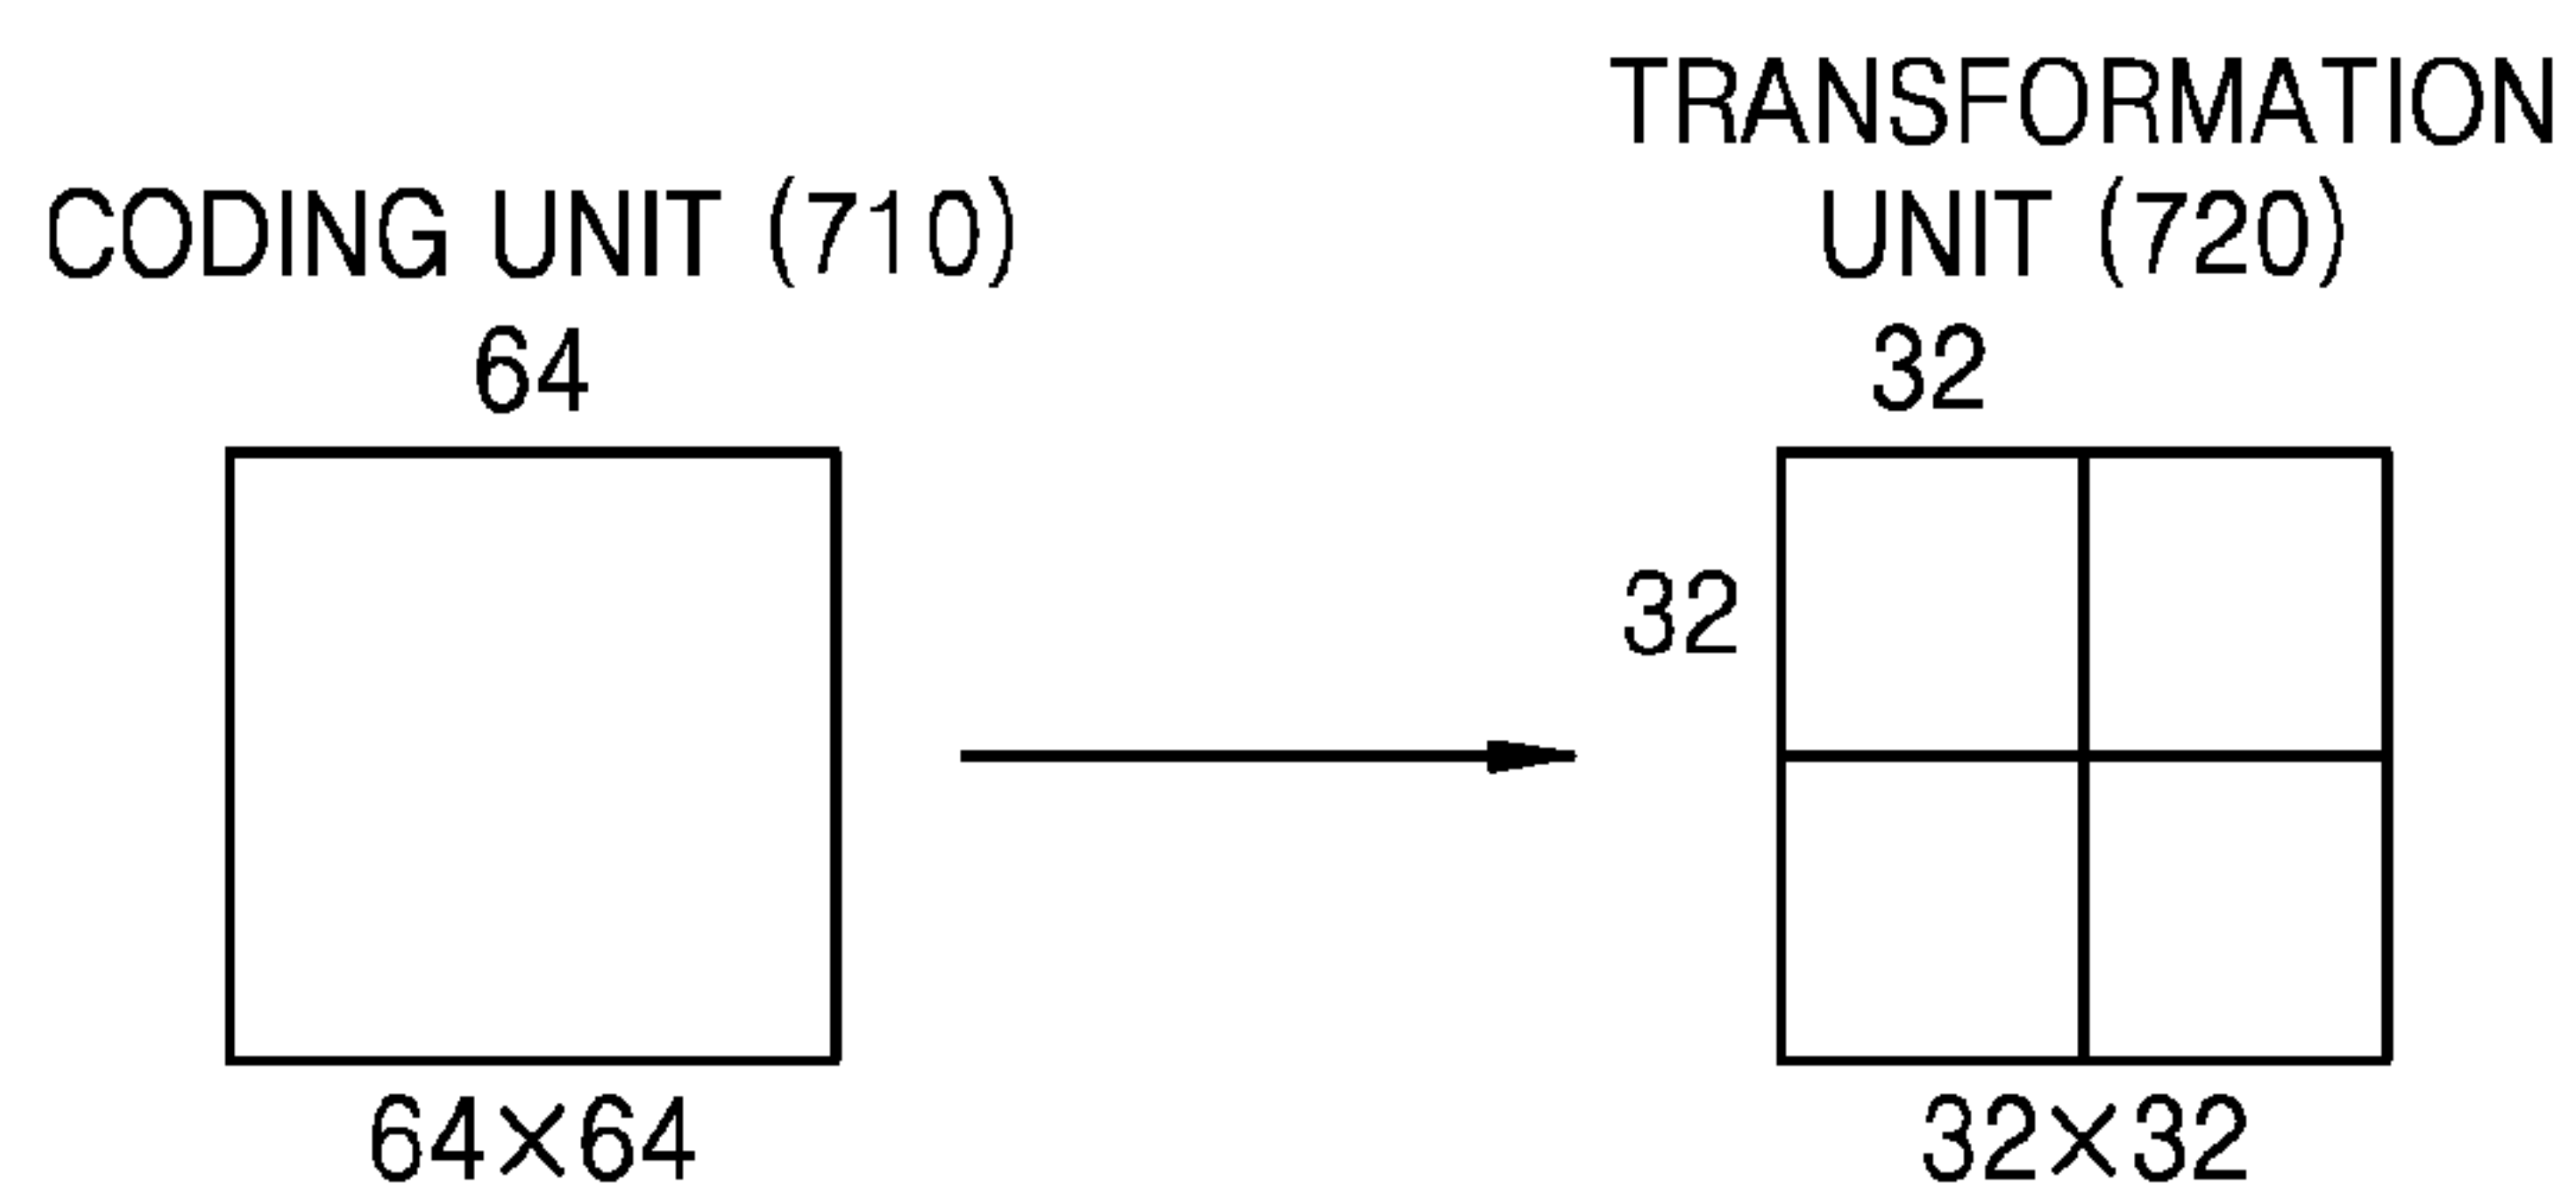 CODING UNIT (710)
64
64×64
TRANSFORMATION
UNIT (720)
32
32
32×32